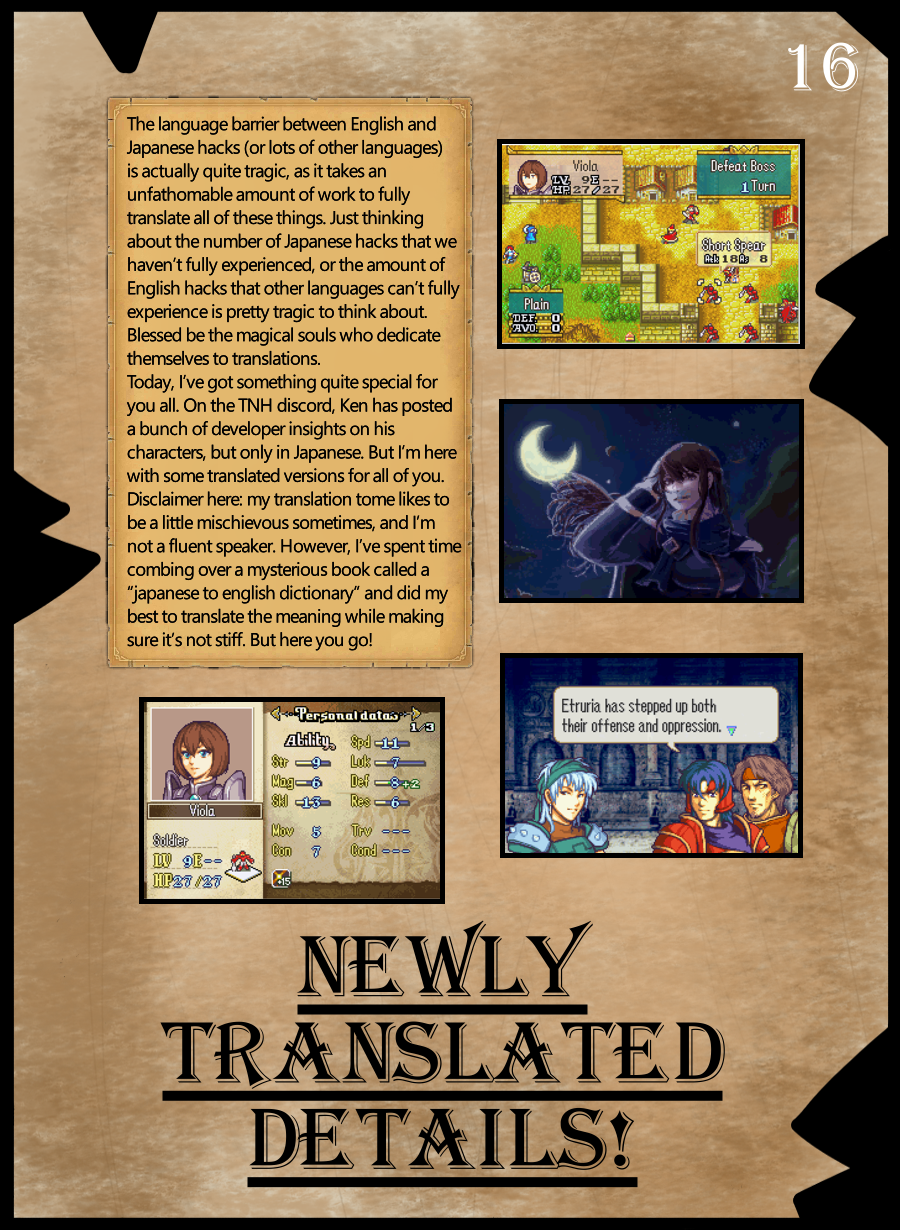 16
The language barrier between English and
Japanese hacks (or lots of other languages)
is actually quite tragic, as it takes an
unfathomable amount of work to fully
translate all of these things. Just thinking
about the number of Japanese hacks that we
haven't fully experienced, or the amount of
English hacks that other languages can't fully
experience is pretty tragic to think about.
Blessed be the magical souls who dedicate
themselves to translations.
Today, I've got something quite special for
you all. On the TNH discord, Ken has posted
a bunch of developer insights on his
characters, but only in Japanese. But I'm here
with some translated versions for all of you.
Disclaimer here: my translation tome likes to
be a little mischievous sometimes, and I'm
not a fluent speaker. However, I've spent time
combing over a mysterious book called a
"japanese to english dictionary" and did my
best to translate the meaning while making
sure it's not stiff. But here you go!
Viola
LV 9 E--
HP 27/27
Defeat Boss
1 Turn
Short Spear
Atk 18 As 8
Plain
DEF. 0
AVO. 0
Etruria has stepped up both
their offense and oppression.
Personal data
1/3
Ability
Str 9
Mag 6
Skl 13
Mov 5
Con 7
Spd 11
Luk 7
Def 8+2
Res 6
Trv ---
Cond ---
+15
Viola
Soldier
LV 9 E--
HP 27/27
NEWLY
TRANSLATED
DETAILS!